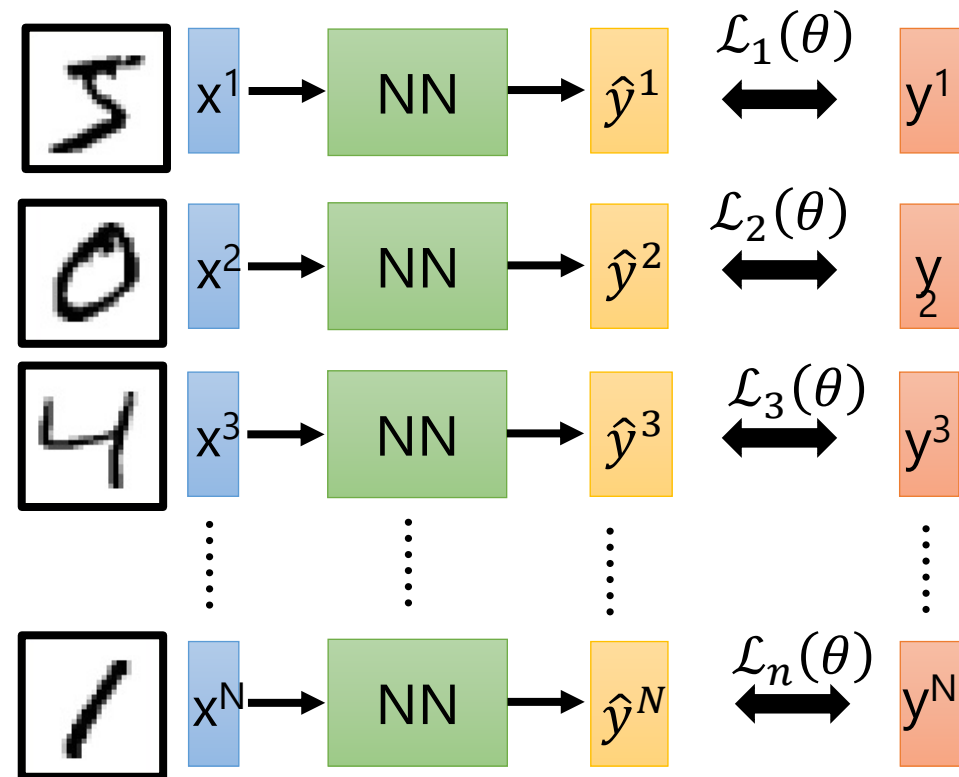 ℒ₁(θ)
5 x¹ NN ŷ¹ y¹
ℒ₂(θ)
0 x² NN ŷ² y
2
ℒ₃(θ)
4 x³ NN ŷ³ y³
ℒₙ(θ)
1 xᴺ NN ŷᴺ yᴺ